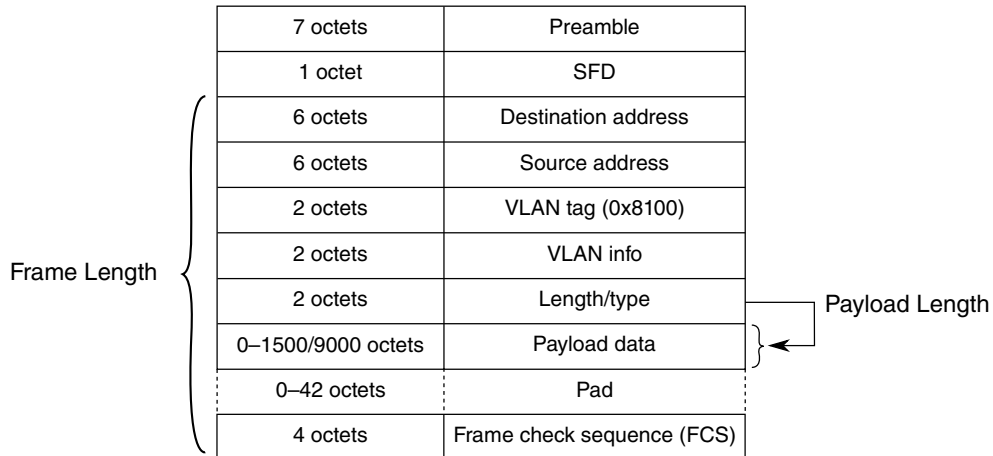 7 octets Preamble
1 octet SFD
6 octets Destination address
6 octets Source address
2 octets VLAN tag (0x8100)
2 octets VLAN info
Frame Length
2 octets Length/type
Payload Length
0–1500/9000 octets Payload data
0–42 octets Pad
4 octets Frame check sequence (FCS)